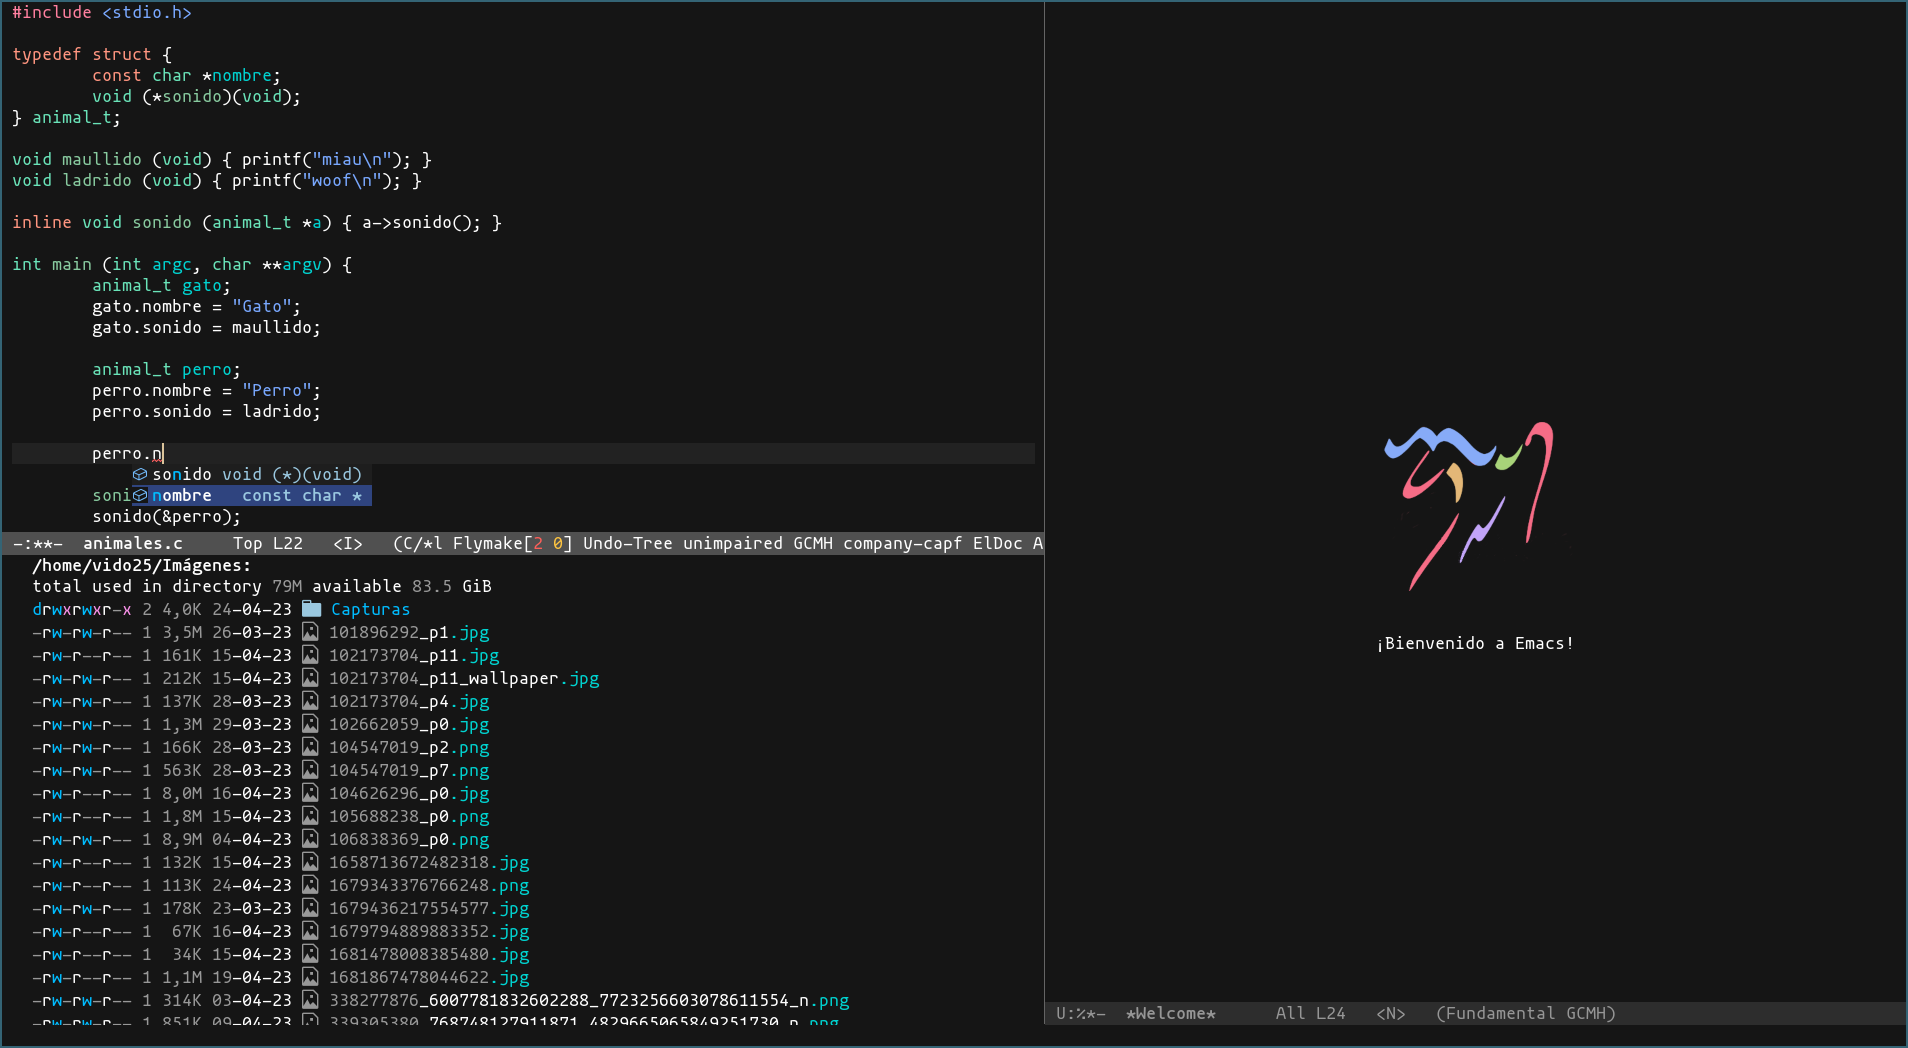 #include <stdio.h>
typedef struct {
const char *nombre;
void (*sonido)(void);
} animal_t;
void maullido (void) { printf("miau\n"); }
void ladrido (void) { printf("woof\n"); }
inline void sonido (animal_t *a) { a->sonido(); }
int main (int argc, char **argv) {
animal_t gato;
gato.nombre = "Gato";
gato.sonido = maullido;
animal_t perro;
perro.nombre = "Perro";
perro.sonido = ladrido;
perro.n
sonido void (*)(void)
soni nombre const char *
sonido(&perro);
-:**- animales.c Top L22 <I> (C/*l Flymake[2 0] Undo-Tree unimpaired GCMH company-capf ElDoc A
/home/vido25/Imágenes:
total used in directory 79M available 83.5 GiB
drwxrwxr-x 2 4,0K 24-04-23 Capturas
-rw-rw-r-- 1 3,5M 26-03-23 101896292_p1.jpg
-rw-r--r-- 1 161K 15-04-23 102173704_p11.jpg
-rw-rw-r-- 1 212K 15-04-23 102173704_p11_wallpaper.jpg
-rw-rw-r-- 1 137K 28-03-23 102173704_p4.jpg
-rw-rw-r-- 1 1,3M 29-03-23 102662059_p0.jpg
-rw-rw-r-- 1 166K 28-03-23 104547019_p2.png
-rw-rw-r-- 1 563K 28-03-23 104547019_p7.png
-rw-r--r-- 1 8,0M 16-04-23 104626296_p0.jpg
-rw-rw-r-- 1 1,8M 15-04-23 105688238_p0.png
-rw-rw-r-- 1 8,9M 04-04-23 106838369_p0.png
-rw-r--r-- 1 132K 15-04-23 1658713672482318.jpg
-rw-r--r-- 1 113K 24-04-23 1679343376766248.png
-rw-rw-r-- 1 178K 23-03-23 1679436217554577.jpg
-rw-r--r-- 1 67K 16-04-23 1679794889883352.jpg
-rw-r--r-- 1 34K 15-04-23 1681478008385480.jpg
-rw-r--r-- 1 1,1M 19-04-23 1681867478044622.jpg
-rw-rw-r-- 1 314K 03-04-23 338277876_6007781832602288_7723256603078611554_n.png
-rw-rw-r-- 1 851K 09-04-23 339305380_768748127911871_4829665065849251730_n.png
¡Bienvenido a Emacs!
U:%*- *Welcome* All L24 <N> (Fundamental GCMH)